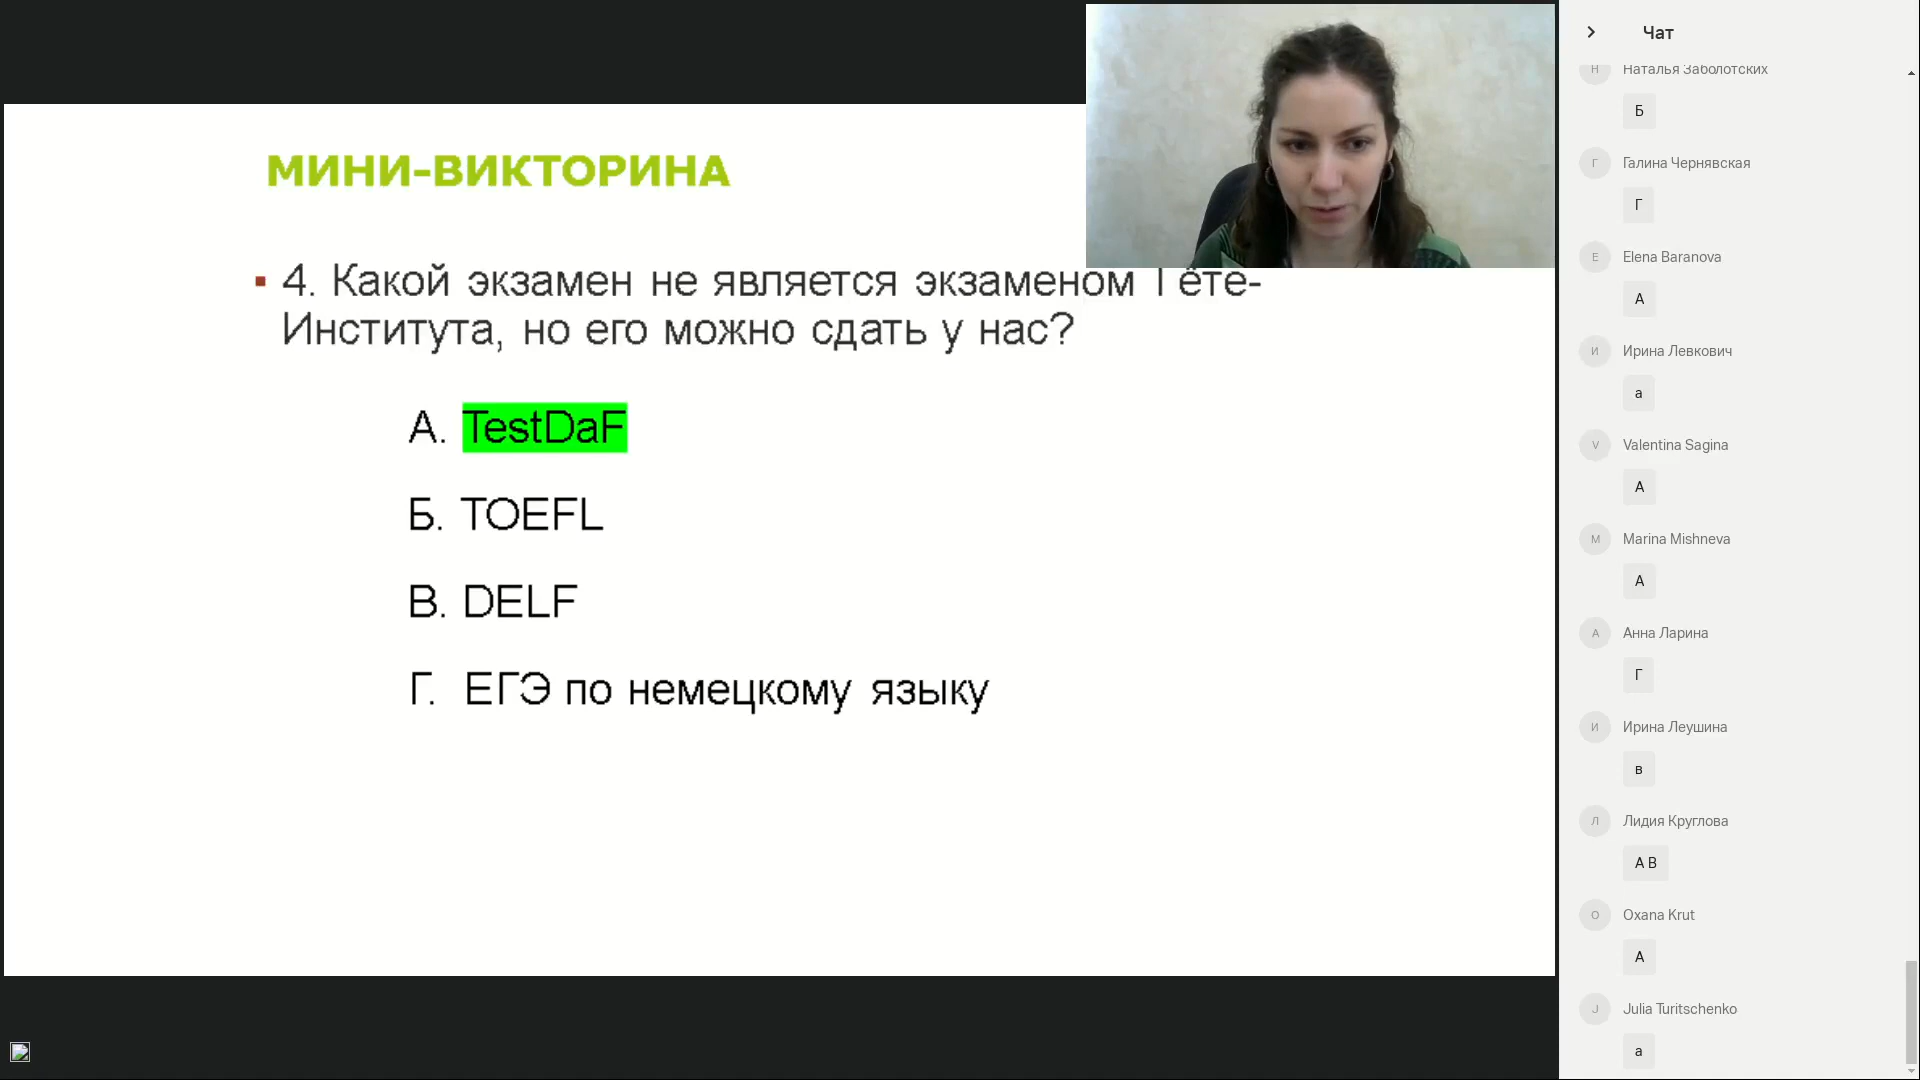 МИНИ-ВИКТОРИНА
4. Какой экзамен не является экзаменом Гёте-
Института, но его можно сдать у нас?
А. TestDaF
Б. TOEFL
В. DELF
Г. ЕГЭ по немецкому языку
Чат
Н Наталья Заболотских
Б
Г Галина Чернявская
Г
E Elena Baranova
А
И Ирина Левкович
а
V Valentina Sagina
А
M Marina Mishneva
А
А Анна Ларина
Г
И Ирина Леушина
в
Л Лидия Круглова
А В
O Oxana Krut
А
J Julia Turitschenko
а